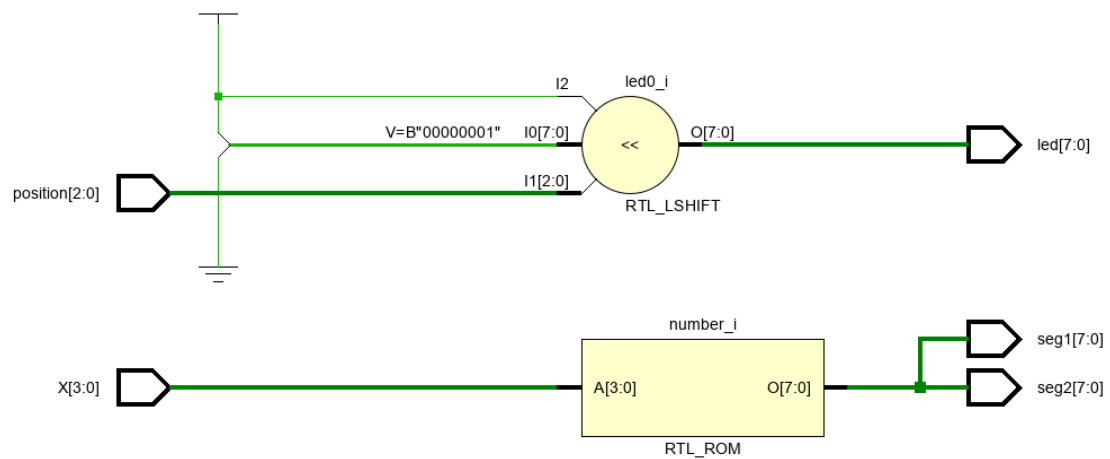 led0_i
I2
V=B"00000001" I0[7:0] << O[7:0] led[7:0]
position[2:0] I1[2:0]
RTL_LSHIFT
number_i
seg1[7:0]
X[3:0] A[3:0] O[7:0] seg2[7:0]
RTL_ROM